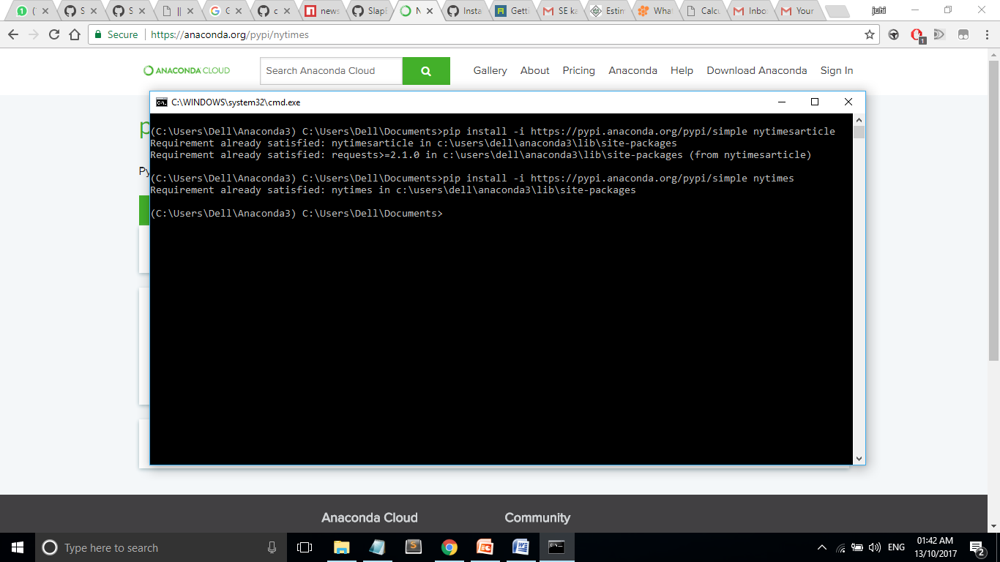 ( S S || G c news SlapE N Insta Getti SE ka Estim Wha Calcu Inbo Your juhi
Secure https://anaconda.org/pypi/nytimes
1
ANACONDA CLOUD Search Anaconda Cloud Gallery About Pricing Anaconda Help Download Anaconda Sign In
C:\WINDOWS\system32\cmd.exe
p
(C:\Users\Dell\Anaconda3) C:\Users\Dell\Documents>pip install -i https://pypi.anaconda.org/pypi/simple nytimesarticle
Requirement already satisfied: nytimesarticle in c:\users\dell\anaconda3\lib\site-packages
Requirement already satisfied: requests>=2.1.0 in c:\users\dell\anaconda3\lib\site-packages (from nytimesarticle)
Py
(C:\Users\Dell\Anaconda3) C:\Users\Dell\Documents>pip install -i https://pypi.anaconda.org/pypi/simple nytimes
Requirement already satisfied: nytimes in c:\users\dell\anaconda3\lib\site-packages
(C:\Users\Dell\Anaconda3) C:\Users\Dell\Documents>
Anaconda Cloud Community
Type here to search ENG 01:42 AM
13/10/2017 2